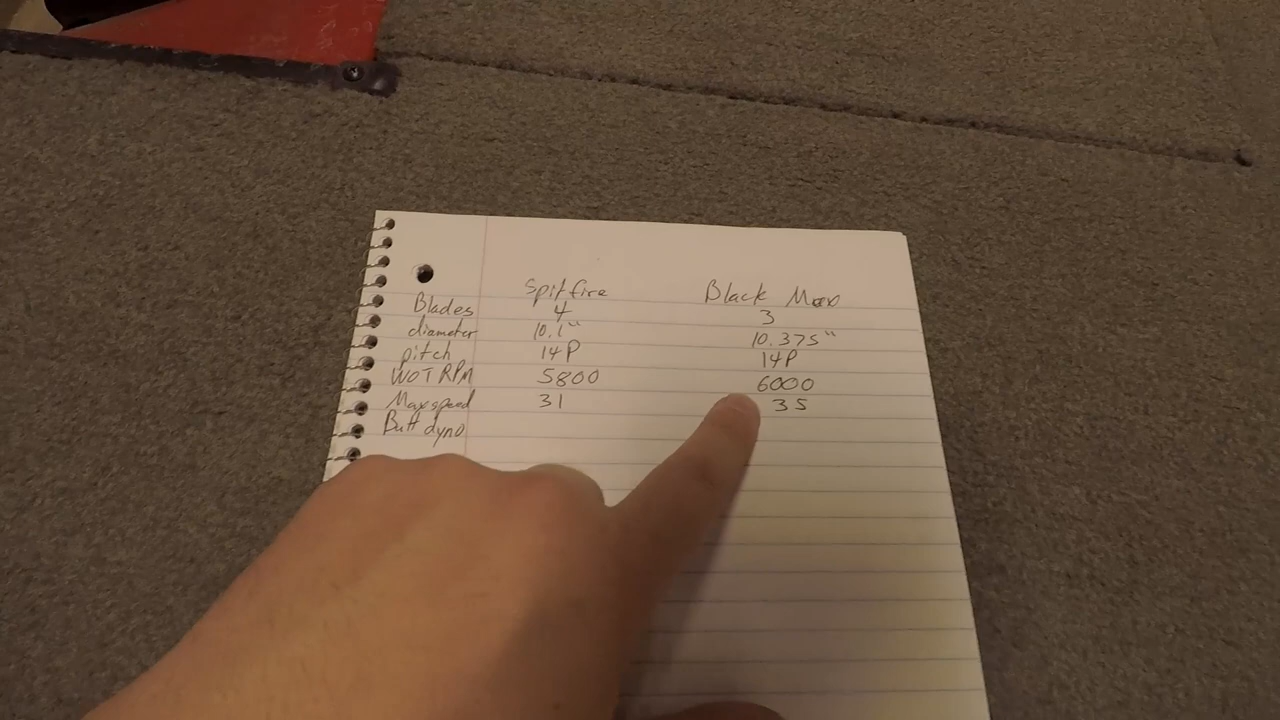 Spitfire Black Max
Blades 4 3
diameter 10.1" 10.375"
pitch 14P 14P
WOT RPM 5800 6000
Max speed 31 35
Butt dyno